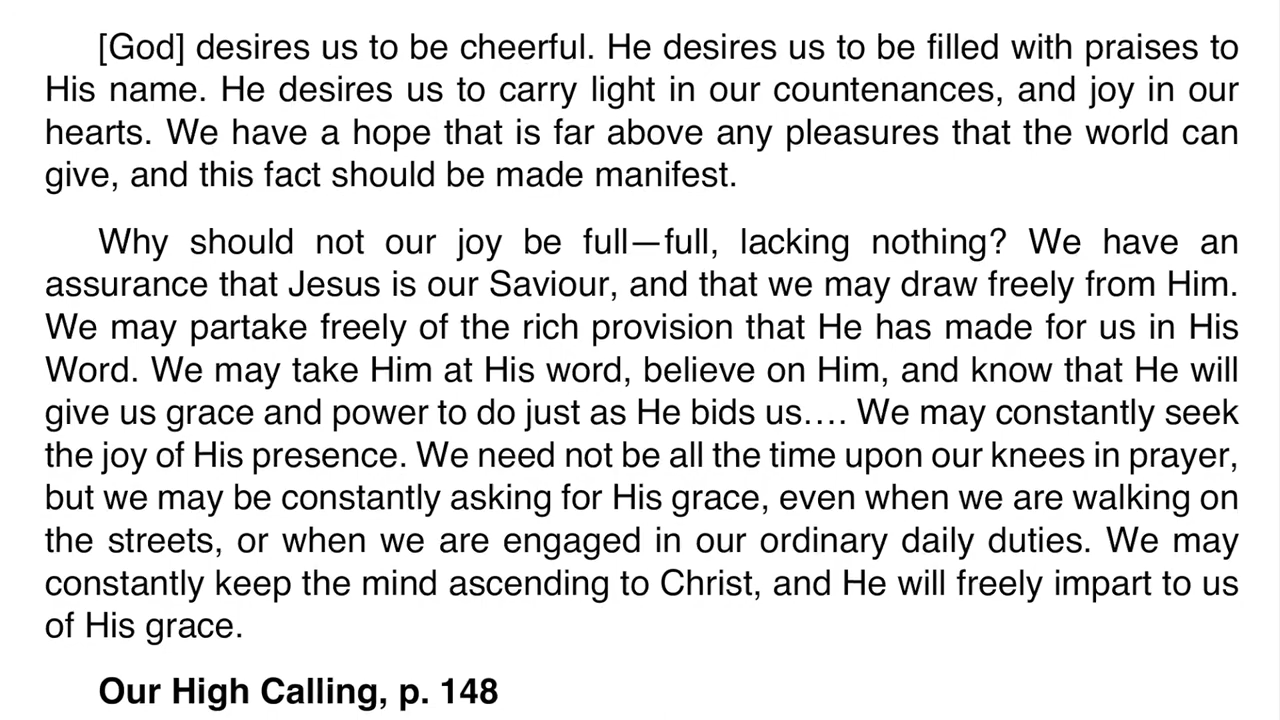 [God] desires us to be cheerful. He desires us to be filled with praises to
His name. He desires us to carry light in our countenances, and joy in our
hearts. We have a hope that is far above any pleasures that the world can
give, and this fact should be made manifest.
Why should not our joy be full—full, lacking nothing? We have an
assurance that Jesus is our Saviour, and that we may draw freely from Him.
We may partake freely of the rich provision that He has made for us in His
Word. We may take Him at His word, believe on Him, and know that He will
give us grace and power to do just as He bids us.… We may constantly seek
the joy of His presence. We need not be all the time upon our knees in prayer,
but we may be constantly asking for His grace, even when we are walking on
the streets, or when we are engaged in our ordinary daily duties. We may
constantly keep the mind ascending to Christ, and He will freely impart to us
of His grace.
Our High Calling, p. 148